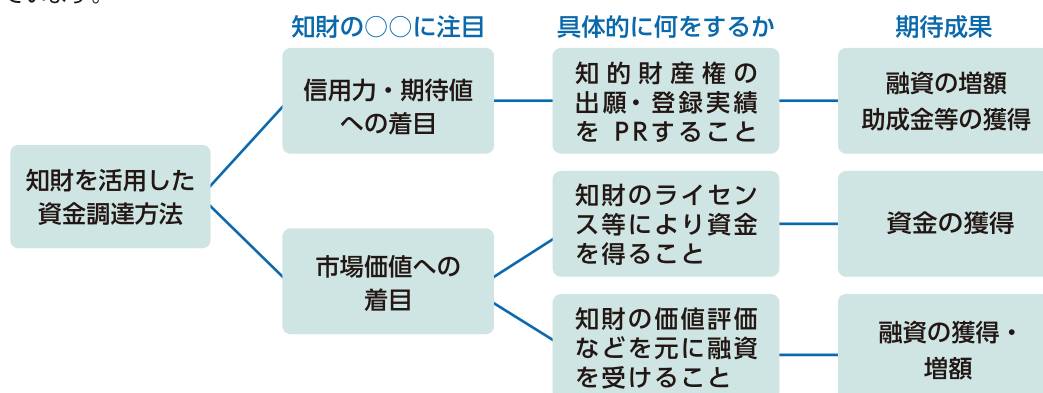 ています。
知財の○○に注目
具体的に何をするか
期待成果
知財を活用した
資金調達方法
信用力・期待値
への着目
知的財産権の
出願・登録実績
を PRすること
融資の増額
助成金等の獲得
市場価値への
着目
知財のライセン
ス等により資金
を得ること
資金の獲得
知財の価値評価
などを元に融資
を受けること
融資の獲得・
増額